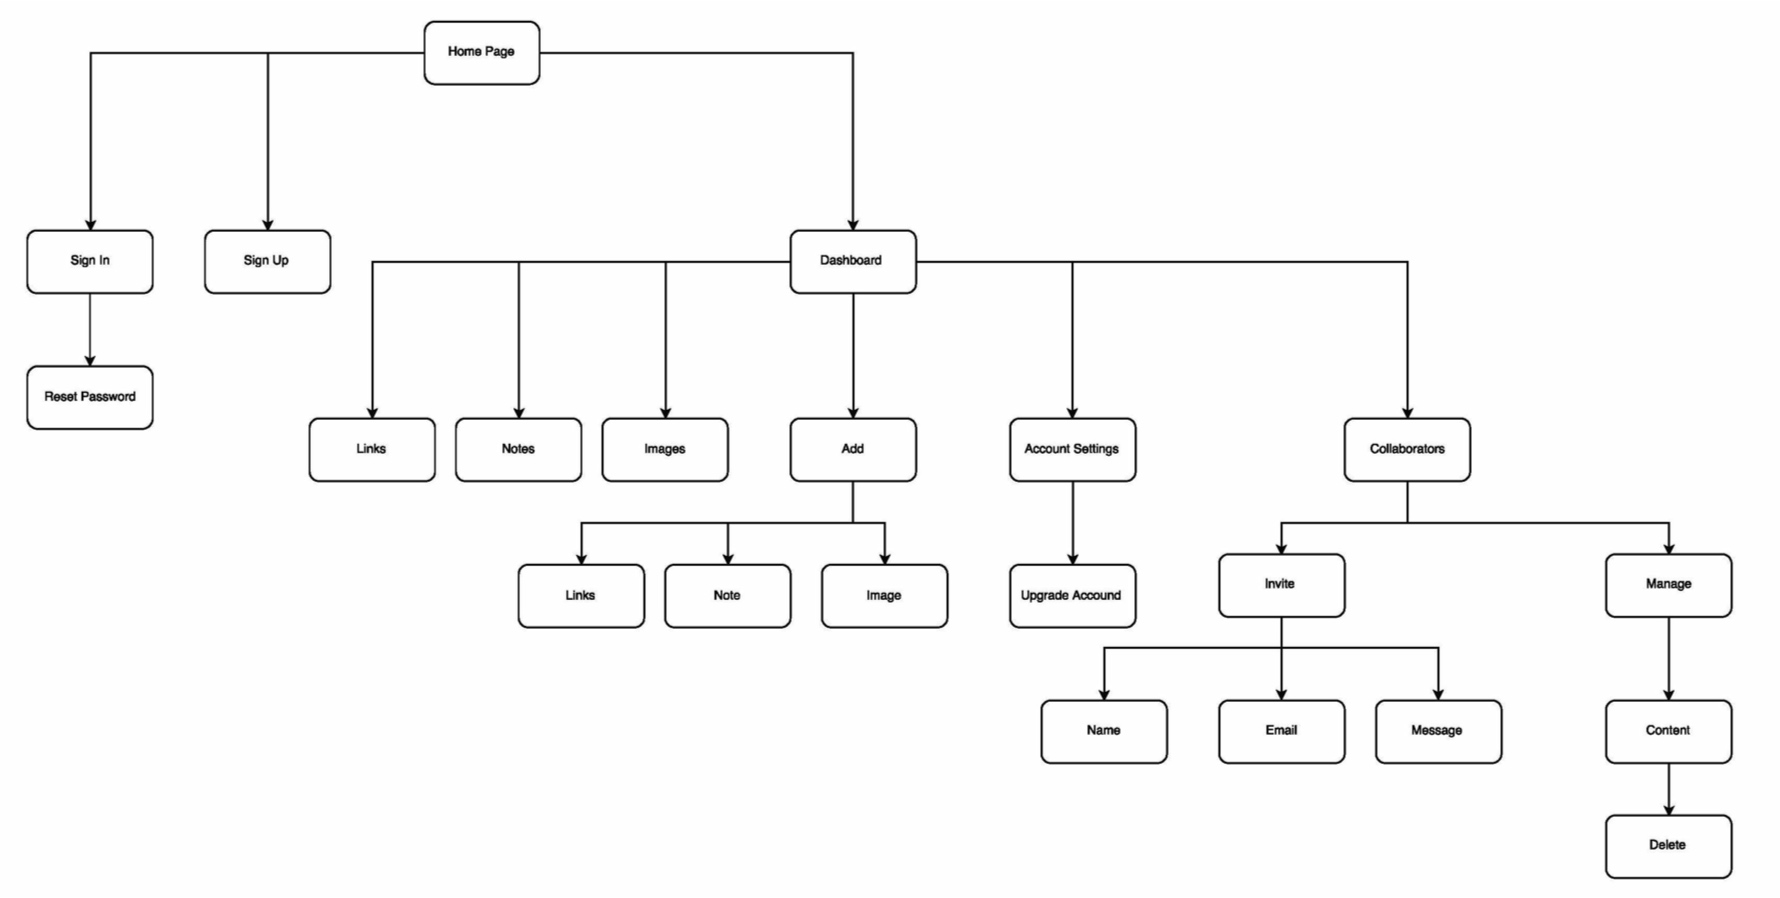 Home Page
Sign In
Sign Up
Dashboard
Reset Password
Links
Notes
Images
Add
Account Settings
Collaborators
Links
Note
Image
Upgrade Accound
Invite
Manage
Name
Email
Message
Content
Delete